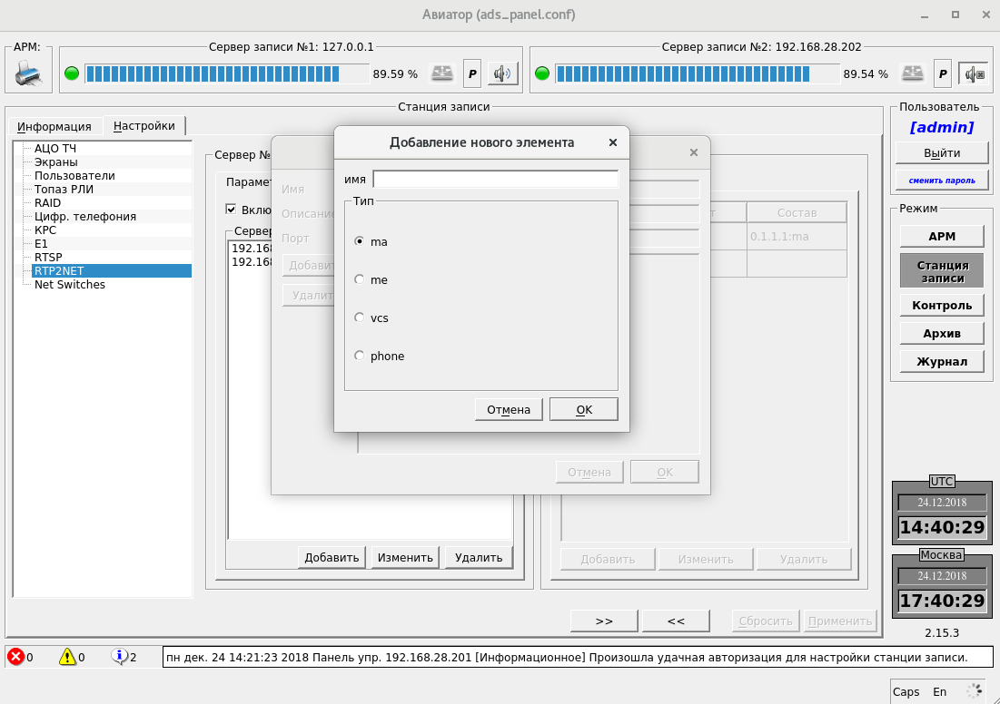 Авиатор (ads_panel.conf)
АРМ:
Сервер записи №1: 127.0.0.1
89.59 %
P
Сервер записи №2: 192.168.28.202
89.54 %
P
Станция записи
Информация
Настройки
АЦО ТЧ
Экраны
Пользователи
Топаз РЛИ
RAID
Цифр. телефония
КРС
E1
RTSP
RTP2NET
Net Switches
Сервер №
Параме
Вклю
Сервер
192.168
192.168
Добавить
Изменить
Удалить
Имя
Описание
Порт
Добави
Удалит
Отмена
OK
Добавление нового элемента
имя
Тип
ma
me
vcs
phone
Отмена
OK
т
Состав
0.1.1.1:ma
Добавить
Изменить
Удалить
>>
<<
Сбросить
Применить
Пользователь
[admin]
Выйти
сменить пароль
Режим
АРМ
Станция
записи
Контроль
Архив
Журнал
UTC
24.12.2018
14:40:29
Москва
24.12.2018
17:40:29
2.15.3
0
0
2
пн дек. 24 14:21:23 2018 Панель упр. 192.168.28.201 [Информационное] Произошла удачная авторизация для настройки станции записи.
Caps
En